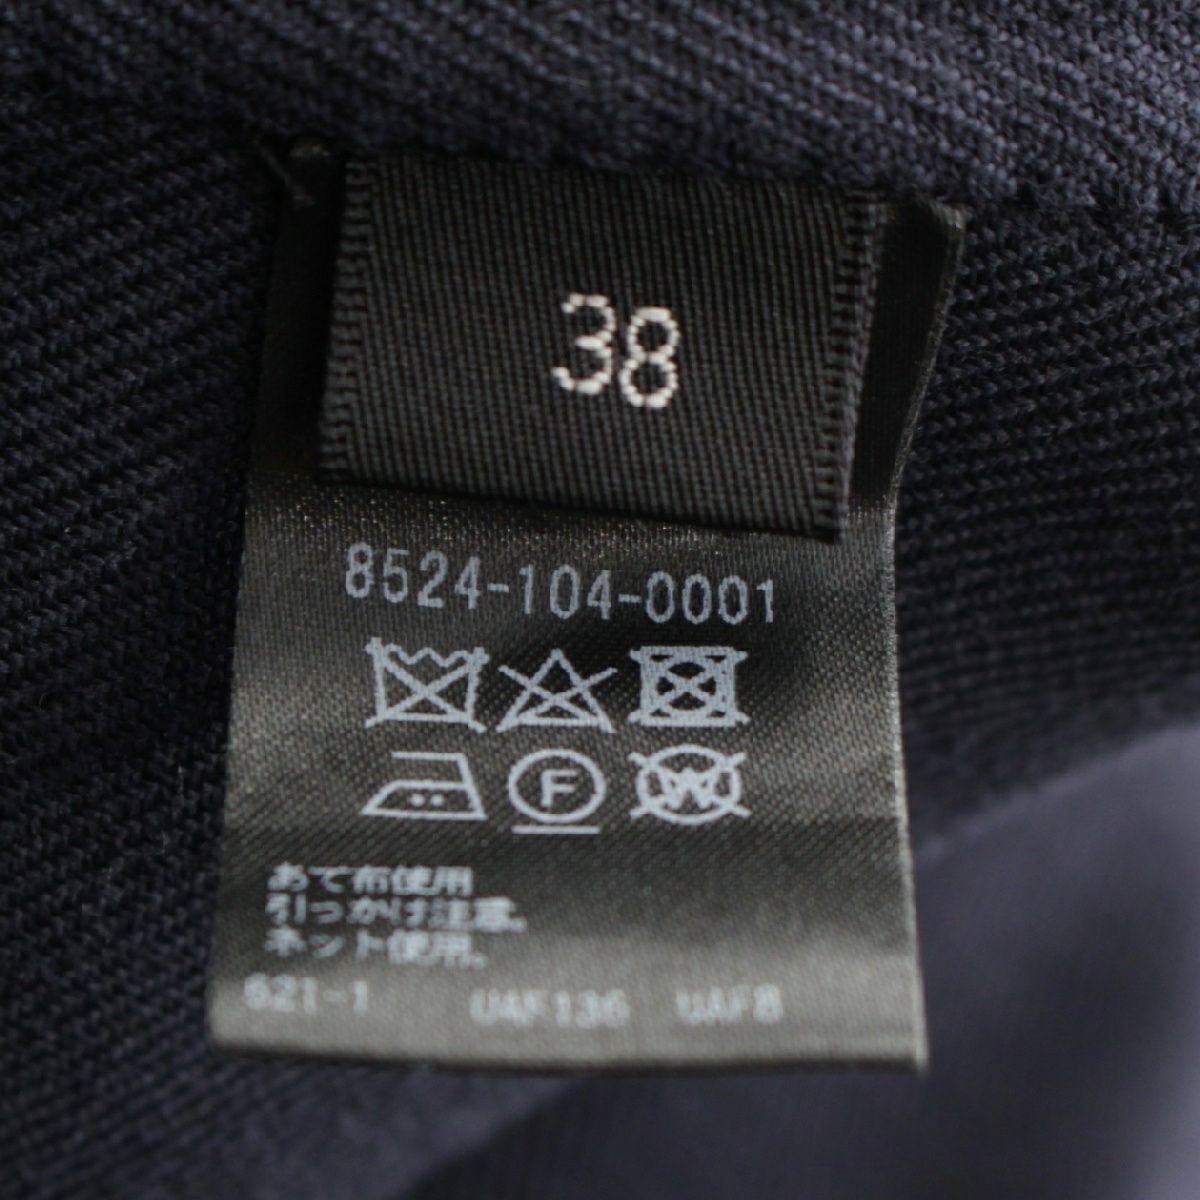 38
8524-104-0001
F
W
あて布使用
引っかけ注意。
ネット使用。
621-1 UAF136 UAF8